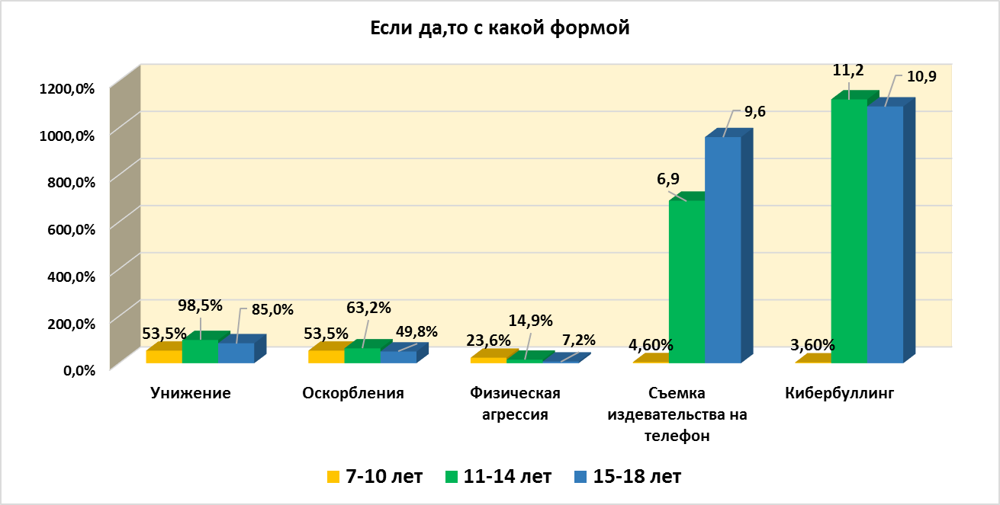 Если да,то с какой формой
1200,0%
1000,0%
800,0%
600,0%
400,0%
200,0%
0,0%
53,5%
98,5%
85,0%
53,5%
63,2%
49,8%
23,6%
14,9%
7,2%
4,60%
6,9
9,6
3,60%
11,2
10,9
Унижение
Оскорбления
Физическая
агрессия
Съемка
издевательства на
телефон
Кибербуллинг
7-10 лет
11-14 лет
15-18 лет